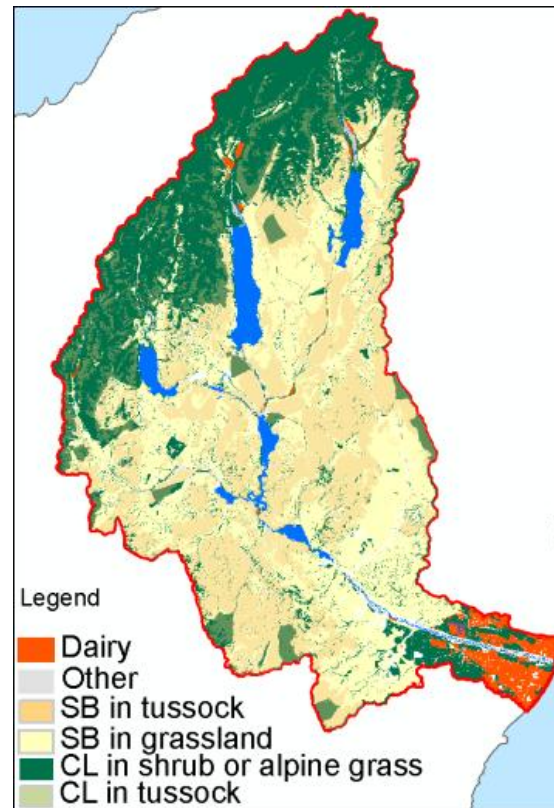 Legend
Dairy
Other
SB in tussock
SB in grassland
CL in shrub or alpine grass
CL in tussock